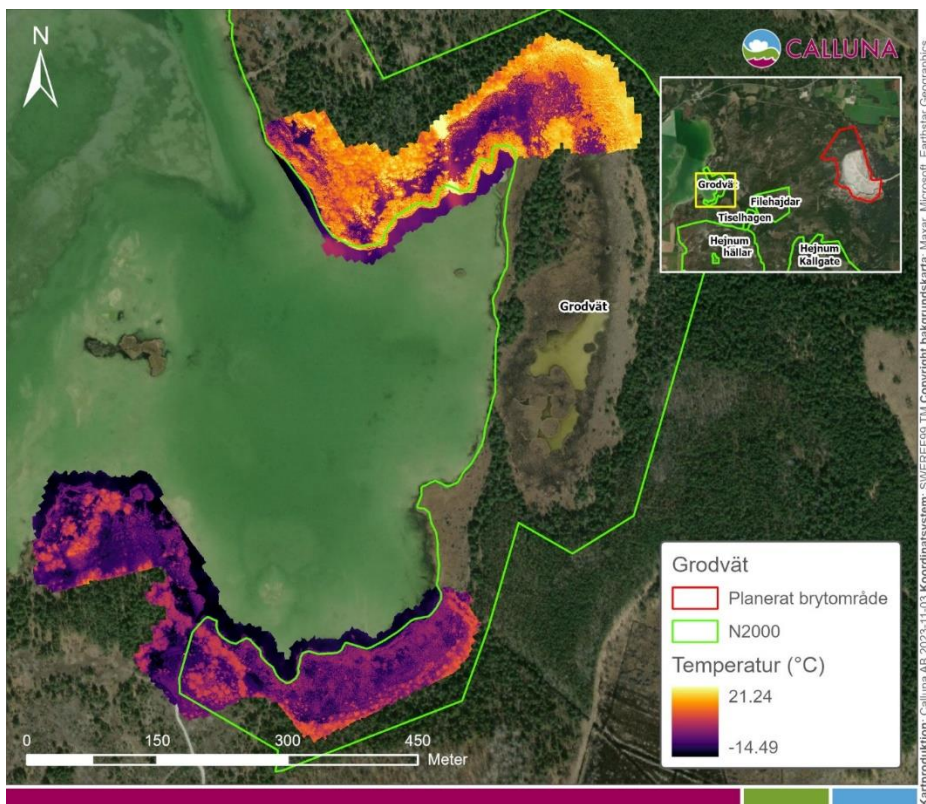 N
CALLUNA
Grodvät
Filehajdar
Tiselhagen
Hejnum
hällar
Hejnum
Kallgate
Grodvät
Grodvät
Planerat brytområde
N2000
Temperatur (°C)
21.24
-14.49
0 150 300 450
Meter
Kartproduktion: Calluna AB 2023-11-03 Koordinatsystem: SWEREF99 TM Copyright bakgrundskarta: Maxar, Microsoft, Earthstar Geographics